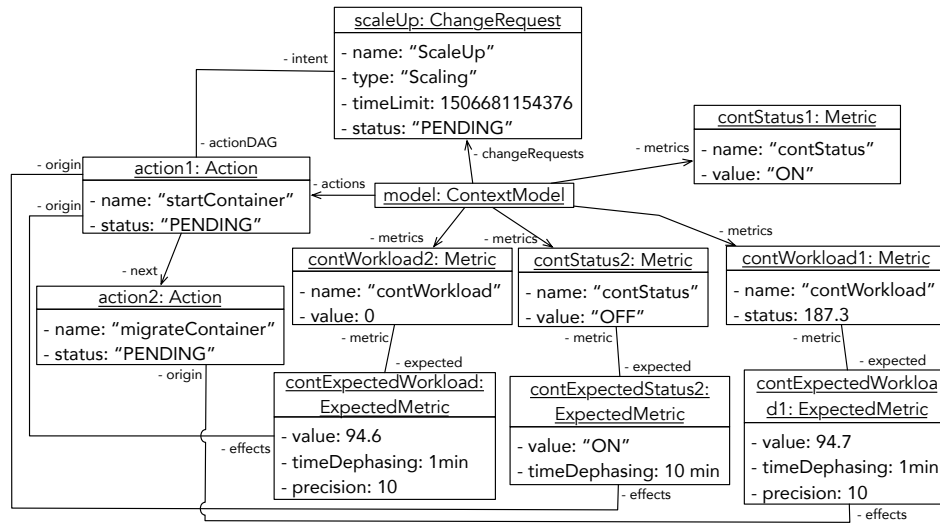 scaleUp: ChangeRequest
- name: “ScaleUp”
- type: “Scaling”
- timeLimit: 1506681154376
- status: “PENDING”
- intent
- actionDAG
- changeRequests
contStatus1: Metric
- name: “contStatus”
- value: “ON”
- metrics
- origin
action1: Action
- name: “startContainer”
- status: “PENDING”
- origin
- actions
model: ContextModel
- metrics
- metrics
- metrics
- next
action2: Action
- name: “migrateContainer”
- status: “PENDING”
- origin
contWorkload2: Metric
- name: “contWorkload”
- value: 0
- metric
- expected
contStatus2: Metric
- name: “contStatus”
- value: “OFF”
- metric
- expected
contWorkload1: Metric
- name: “contWorkload”
- status: 187.3
- metric
- expected
contExpectedWorkload:
ExpectedMetric
- value: 94.6
- timeDephasing: 1min
- precision: 10
- effects
contExpectedStatus2:
ExpectedMetric
- value: “ON”
- timeDephasing: 10 min
- effects
contExpectedWorkloa
d1: ExpectedMetric
- value: 94.7
- timeDephasing: 1min
- precision: 10
- effects